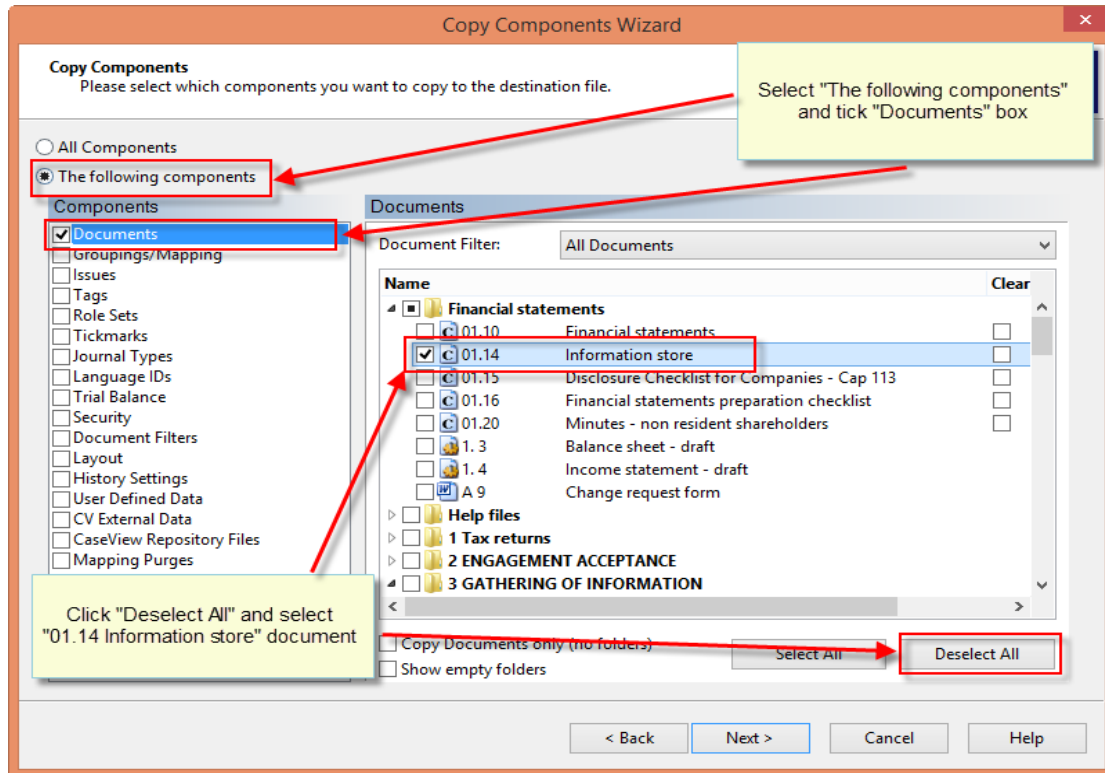 Copy Components Wizard
Copy Components
Please select which components you want to copy to the destination file.
Select "The following components"
and tick "Documents" box
All Components
The following components
Components
Documents
Groupings/Mapping
Issues
Tags
Role Sets
Tickmarks
Journal Types
Language IDs
Trial Balance
Security
Document Filters
Layout
History Settings
User Defined Data
CV External Data
CaseView Repository Files
Mapping Purges
Documents
Document Filter: All Documents
Name Clear
Financial statements
01.10 Financial statements
01.14 Information store
01.15 Disclosure Checklist for Companies - Cap 113
01.16 Financial statements preparation checklist
01.20 Minutes - non resident shareholders
1. 3 Balance sheet - draft
1. 4 Income statement - draft
A 9 Change request form
Help files
1 Tax returns
2 ENGAGEMENT ACCEPTANCE
3 GATHERING OF INFORMATION
Click "Deselect All" and select
"01.14 Information store" document
Copy Documents only (no folders)
Show empty folders
Select All
Deselect All
< Back
Next >
Cancel
Help